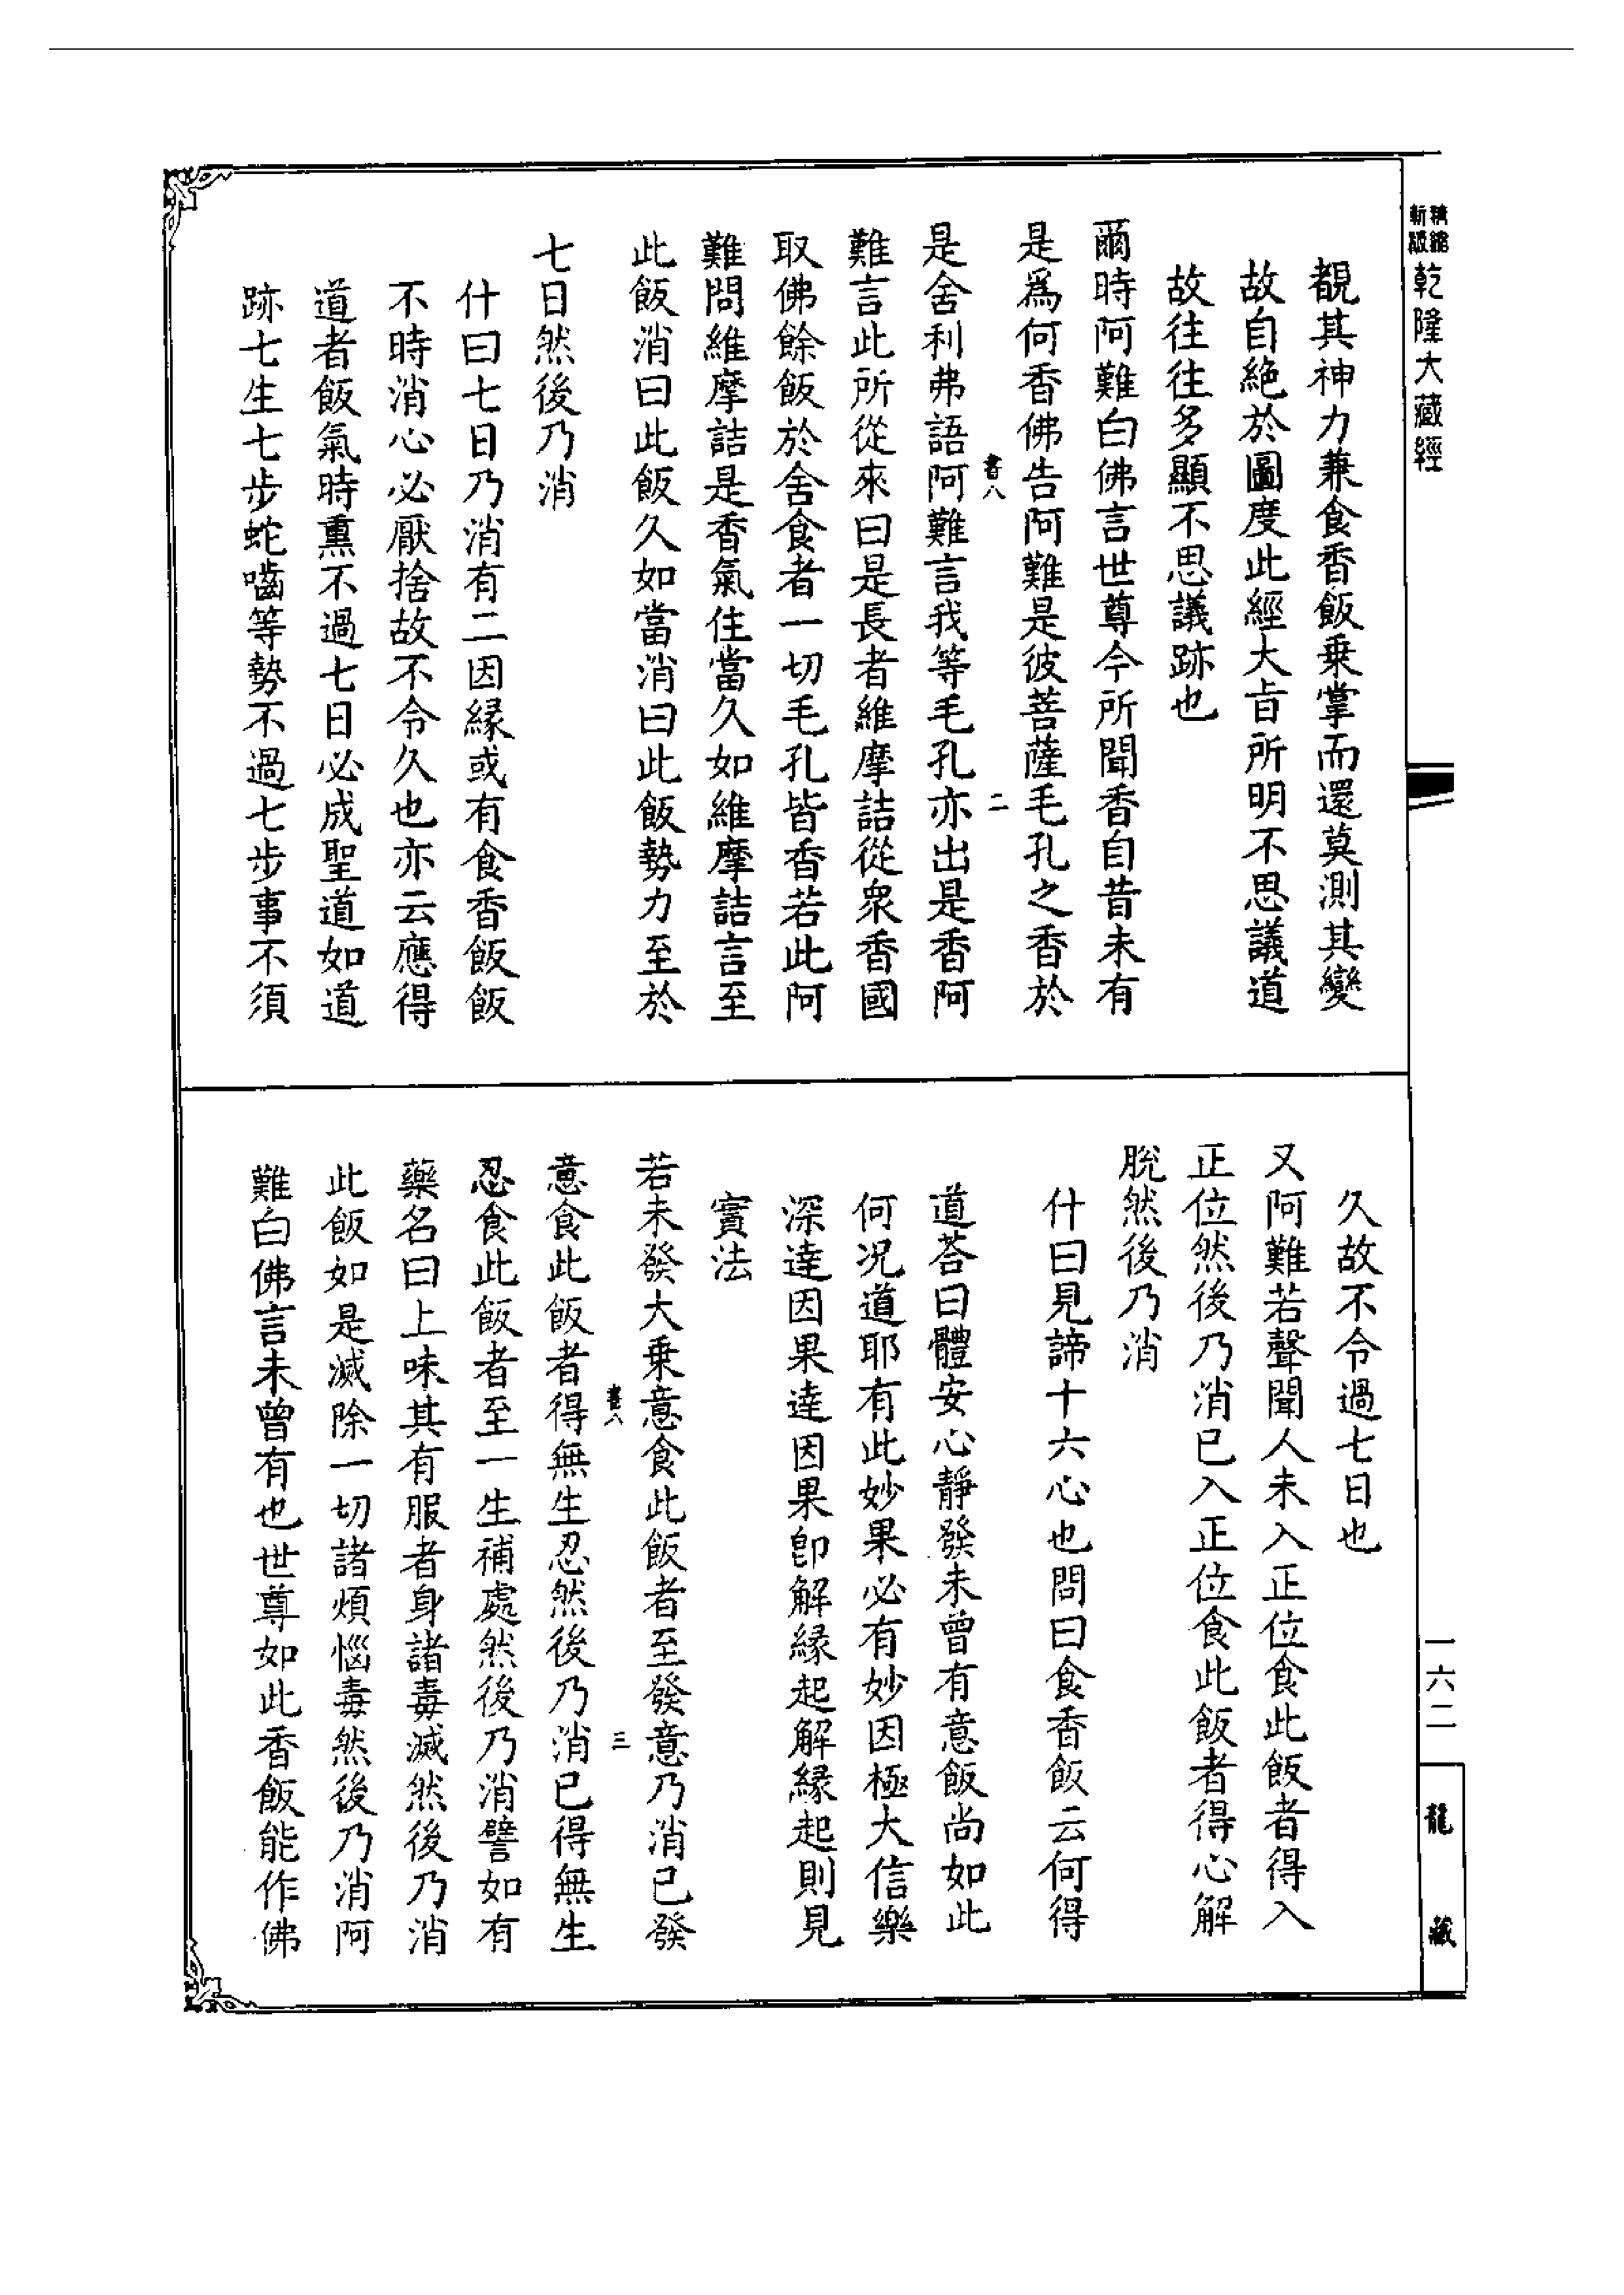 精縮
新版
乾隆大藏經
覩其神力兼食香飯乗掌而還莫測其變
故自絕於圖度此經大㫖所明不思議道
故往往多顯不思議跡也
爾時阿難白佛言世尊今所聞香自昔未有
是爲何香佛告阿難是彼菩薩毛孔之香於
書八
二
是舍利弗語阿難言我等毛孔亦出是香阿
難言此所從來曰是長者維摩詰從衆香國
取佛餘飯於舍食者一切毛孔皆香若此阿
難問維摩詰是香氣住當久如維摩詰言至
此飯消曰此飯久如當消曰此飯勢力至於
七日然後乃消
什曰七日乃消有二因緣或有食香飯飯
不時消心必厭捨故不令久也亦云應得
道者飯氣時熏不過七日必成聖道如道
跡七生七步蛇嚙等勢不過七步事不須
久故不令過七日也
又阿難若聲聞人未入正位食此飯者得入
正位然後乃消已入正位食此飯者得心解
脫然後乃消
什曰見諦十六心也問曰食香飯云何得
道荅曰體安心靜發未曾有意飯尚如此
何况道耶有此妙果必有妙因極大信樂
深達因果達因果卽解緣起解緣起則見
實法
若未發大乗意食此飯者至發意乃消已發
書八
三
意食此飯者得無生忍然後乃消已得無生
忍食此飯者至一生補處然後乃消譬如有
藥名曰上味其有服者身諸毒滅然後乃消
此飯如是滅除一切諸煩惱毒然後乃消阿
難白佛言未曾有也世尊如此香飯能作佛
一六二
龍藏